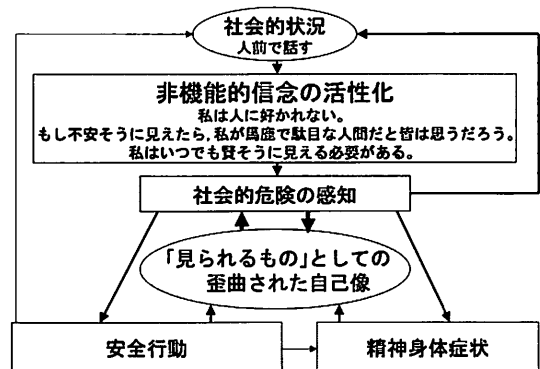 社会的状況
人前で話す
非機能的信念の活性化
私は人に好かれない。
もし不安そうに見えたら,私が馬鹿で駄目な人間だと皆は思うだろう。
私はいつでも賢そうに見える必要がある。
社会的危険の感知
「見られるもの」としての
歪曲された自己像
安全行動
精神身体症状